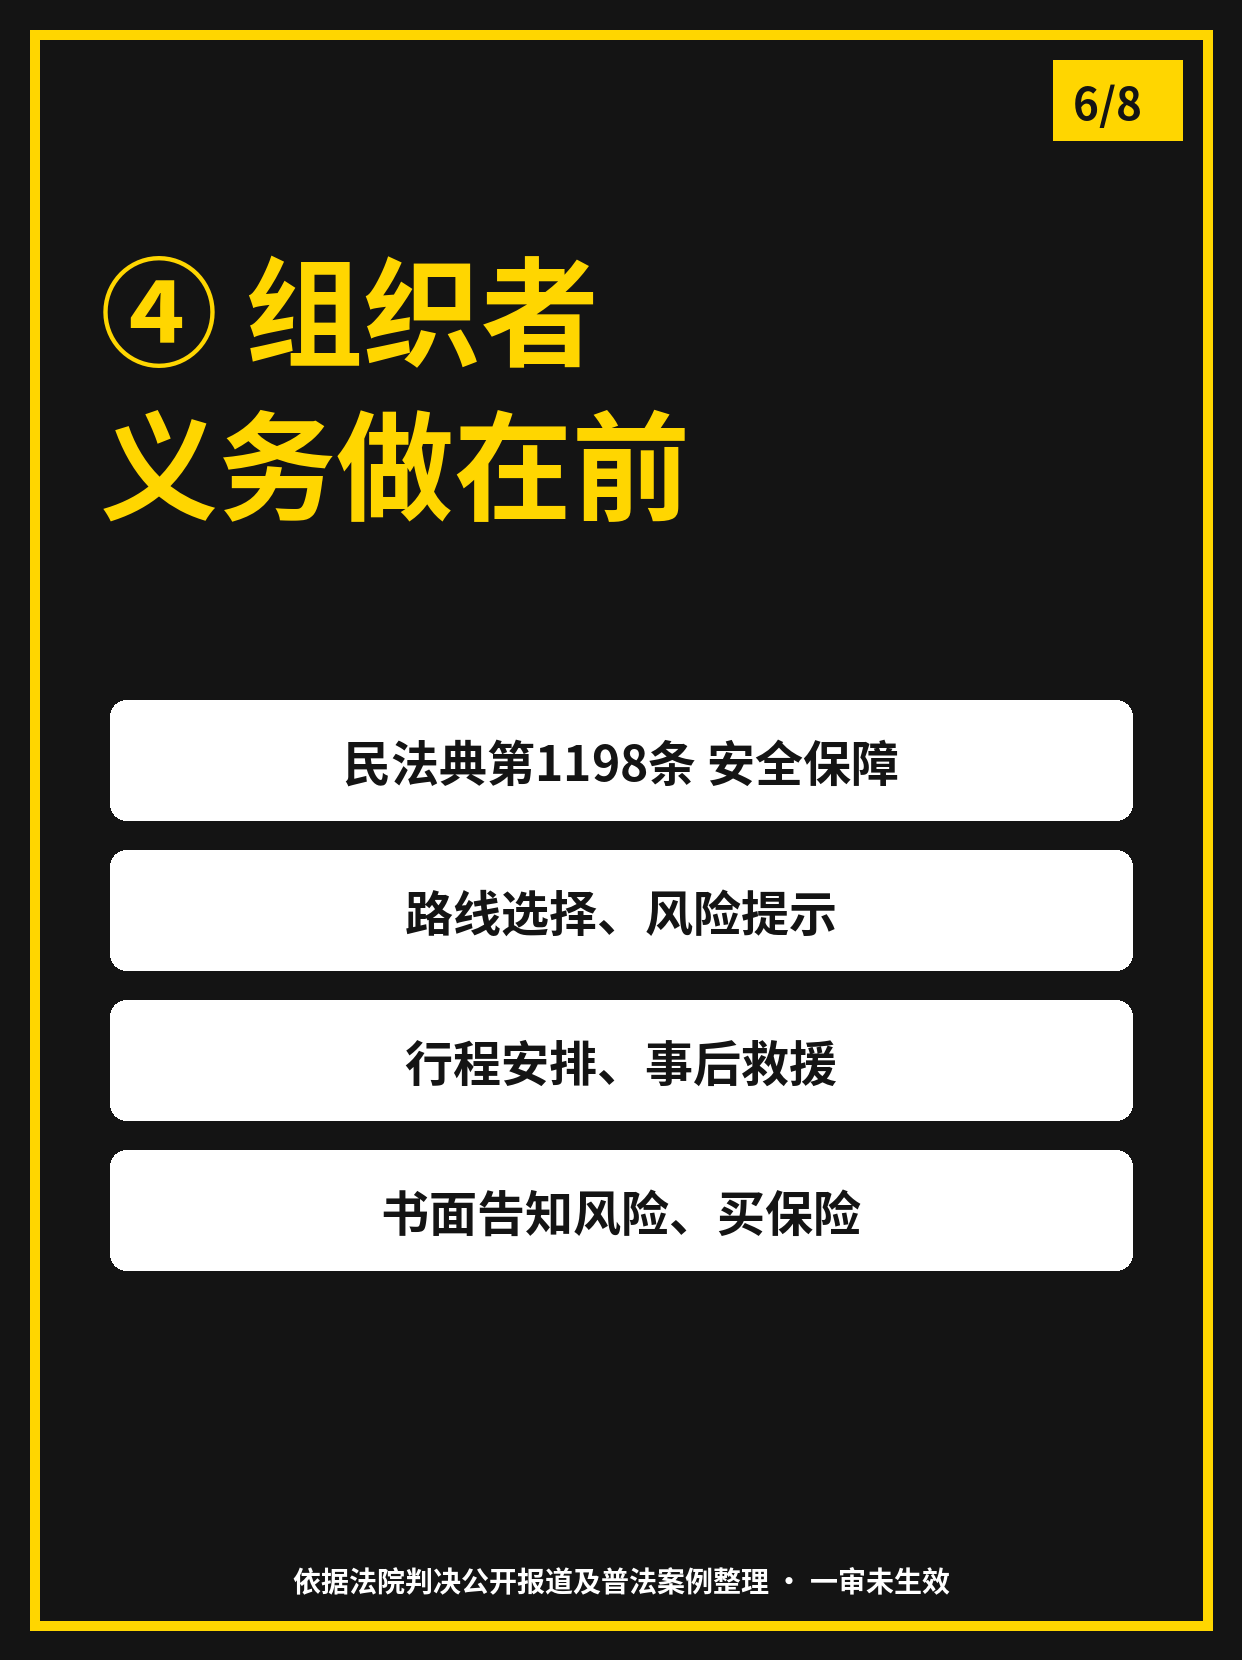 6/8
④ 组织者
义务做在前
民法典第1198条 安全保障
路线选择、风险提示
行程安排、事后救援
书面告知风险、买保险
依据法院判决公开报道及普法案例整理 · 一审未生效